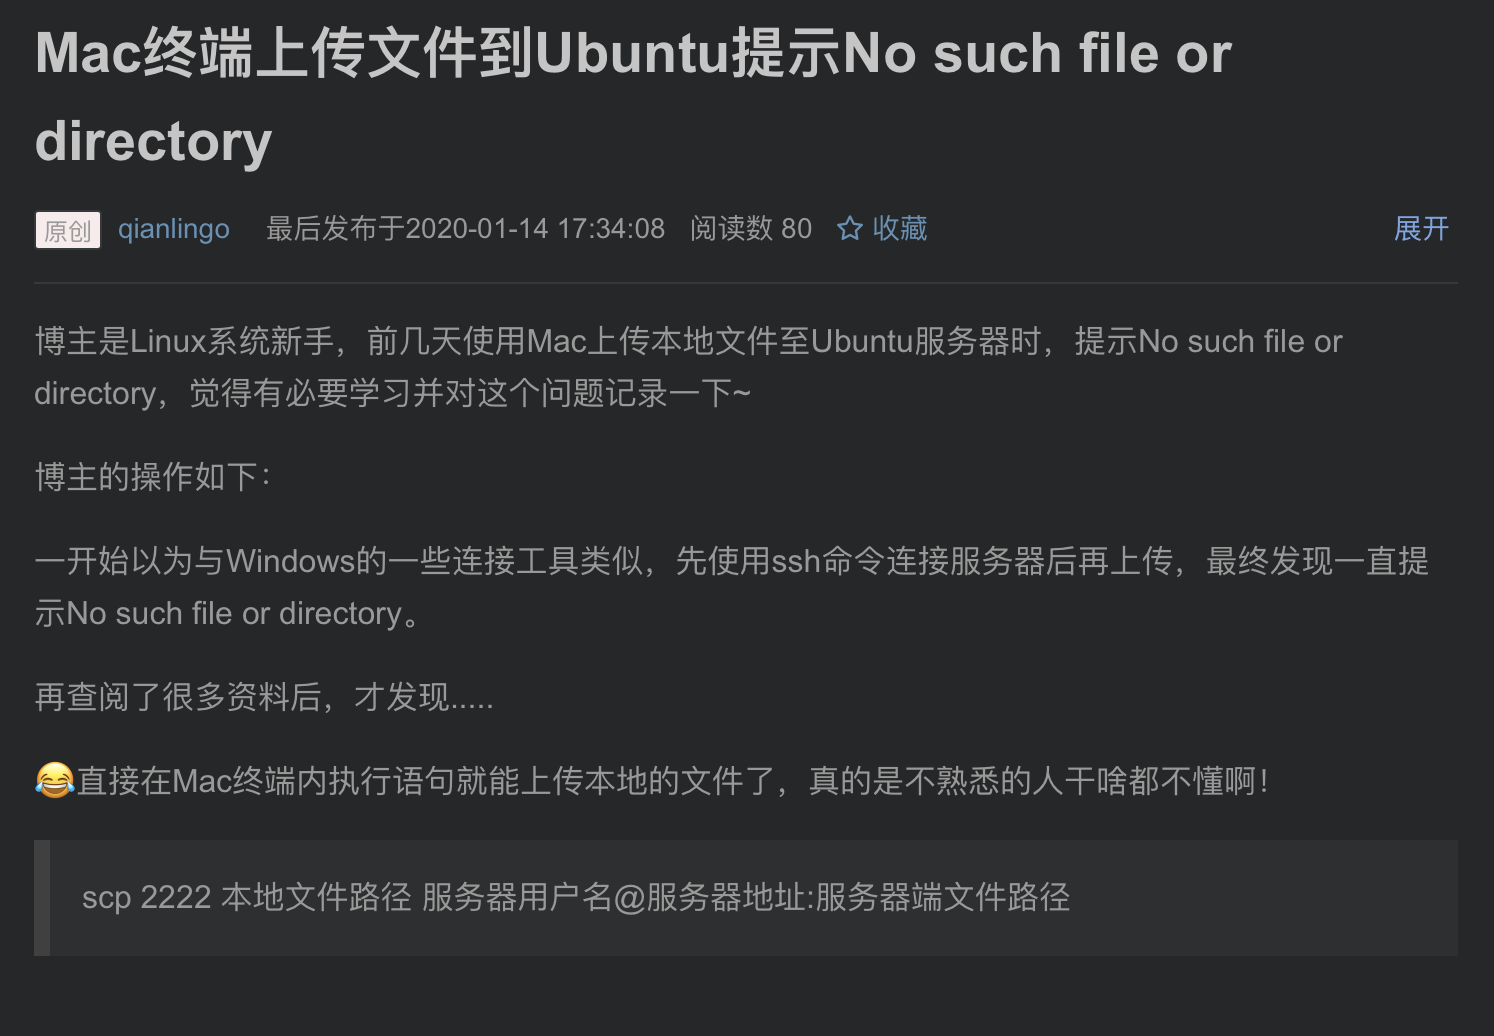 Mac终端上传文件到Ubuntu提示No such file or
directory
原创 qianlingo 最后发布于2020-01-14 17:34:08 阅读数 80 收藏 展开
博主是Linux系统新手，前几天使用Mac上传本地文件至Ubuntu服务器时，提示No such file or
directory，觉得有必要学习并对这个问题记录一下~
博主的操作如下：
一开始以为与Windows的一些连接工具类似，先使用ssh命令连接服务器后再上传，最终发现一直提
示No such file or directory。
再查阅了很多资料后，才发现.....
😂直接在Mac终端内执行语句就能上传本地的文件了，真的是不熟悉的人干啥都不懂啊！
scp 2222 本地文件路径 服务器用户名@服务器地址:服务器端文件路径